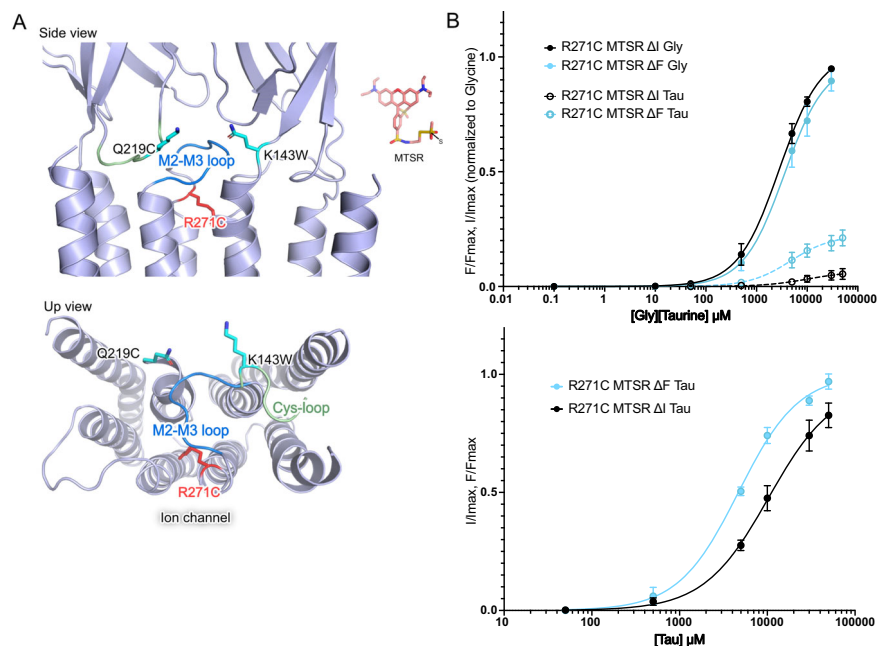 A
Side view
Q219C
M2-M3 loop
K143W
R271C
S
MTSR
Up view
Q219C
K143W
Cys-loop
M2-M3 loop
R271C
Ion channel
B
F/Fmax, I/Imax (normalized to Glycine)
1.0
0.5
0.0
R271C MTSR ΔI Gly
R271C MTSR ΔF Gly
R271C MTSR ΔI Tau
R271C MTSR ΔF Tau
0.01 0.1 1 10 100 1000 10000 100000
[Gly][Taurine] μM
I/Imax, F/Fmax
1.0
0.5
0.0
R271C MTSR ΔF Tau
R271C MTSR ΔI Tau
10 100 1000 10000 100000
[Tau] μM